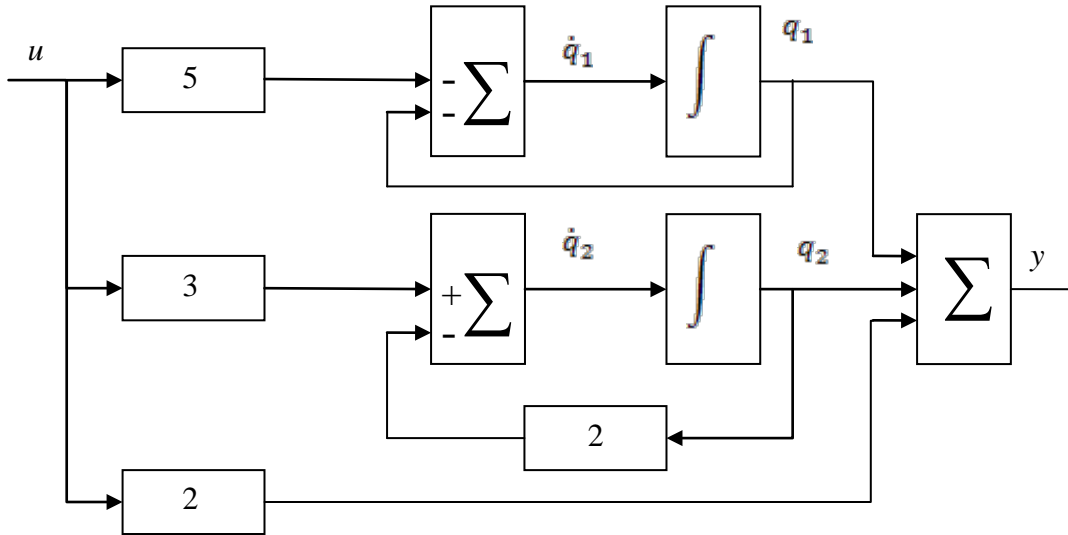 u
5
-
-
∑
q̇₁
∫
q₁
3
+
-
∑
q̇₂
∫
q₂
∑
y
2
2